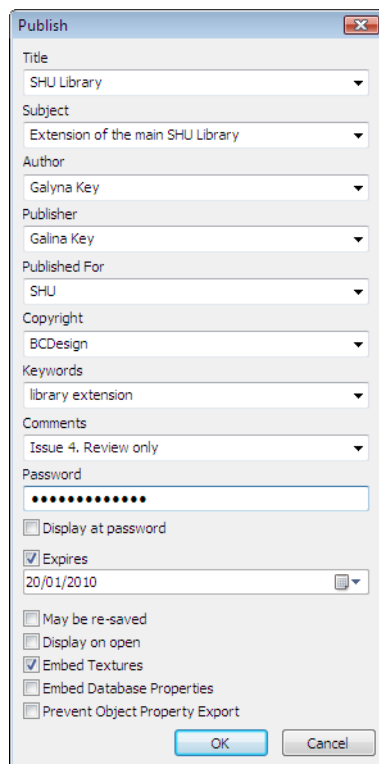 Publish
Title
SHU Library
Subject
Extension of the main SHU Library
Author
Galyna Key
Publisher
Galina Key
Published For
SHU
Copyright
BCDesign
Keywords
library extension
Comments
Issue 4. Review only
Password
•••••••••••••
Display at password
Expires
20/01/2010
May be re-saved
Display on open
Embed Textures
Embed Database Properties
Prevent Object Property Export
OK Cancel